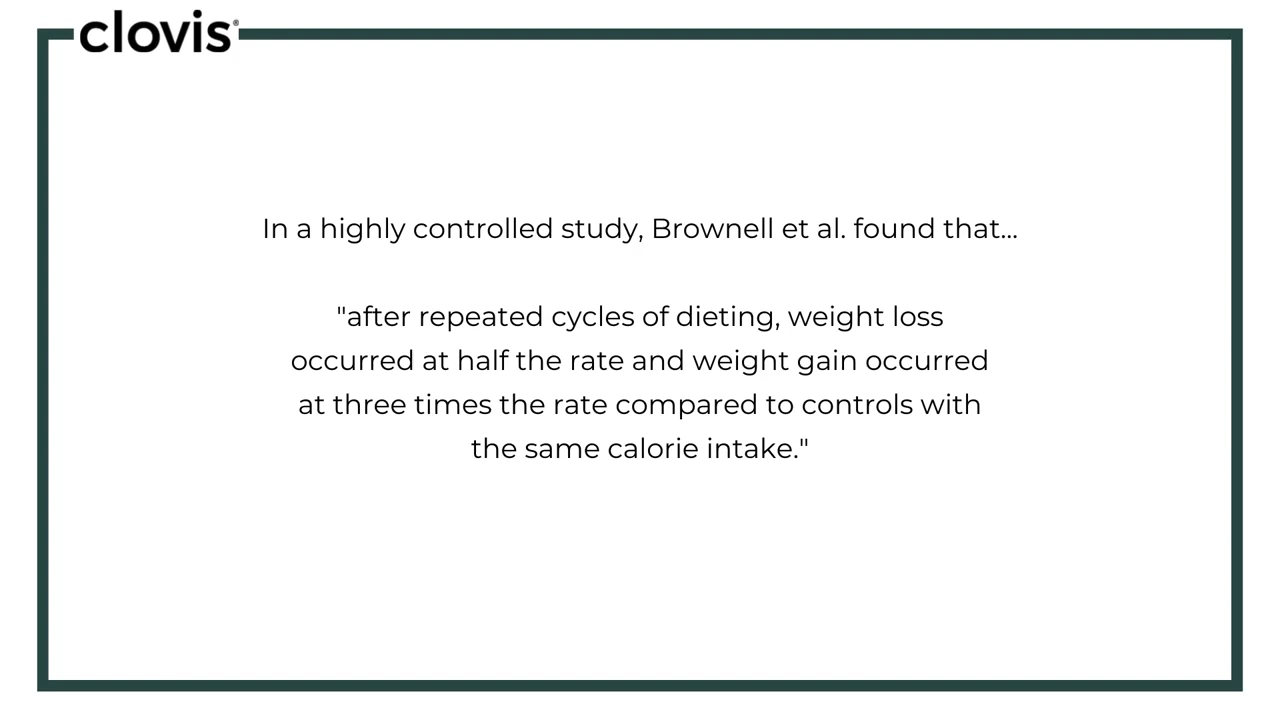 clovis®
In a highly controlled study, Brownell et al. found that...
"after repeated cycles of dieting, weight loss
occurred at half the rate and weight gain occurred
at three times the rate compared to controls with
the same calorie intake."